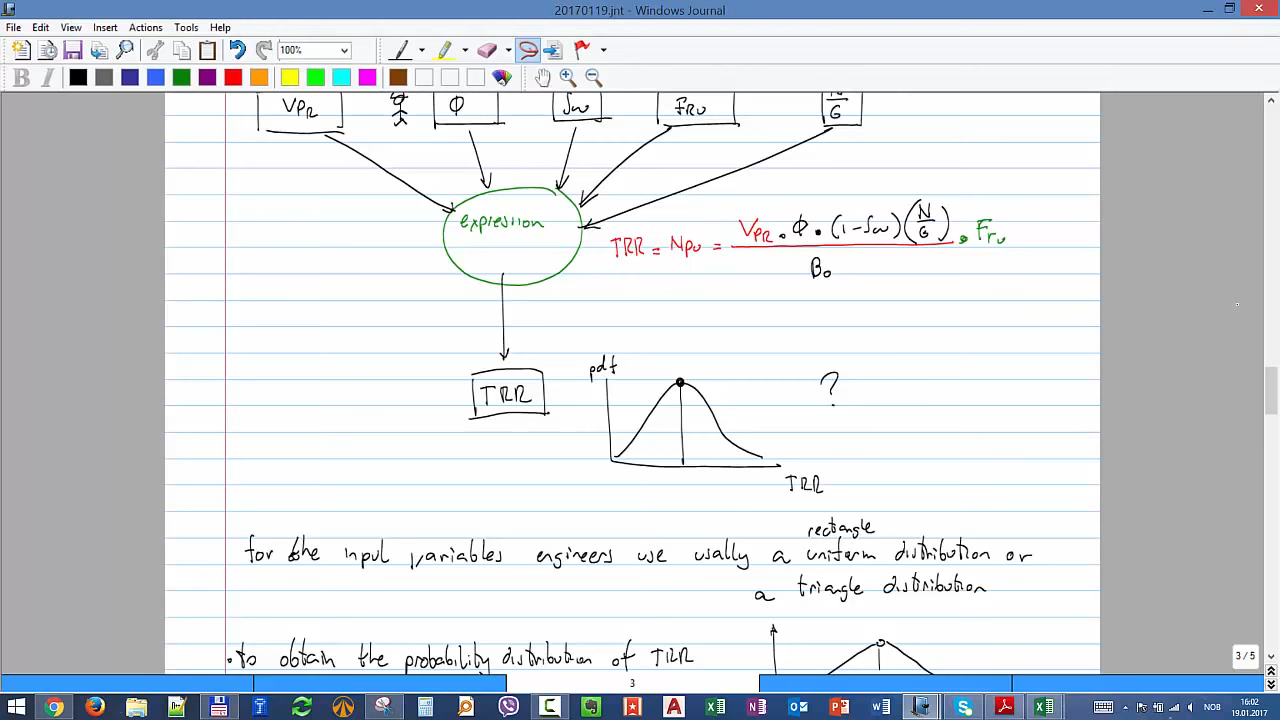 20170119.jnt - Windows Journal
File Edit View Insert Actions Tools Help
100%
B I
VPR Φ Sw FRU N/G
expression
TRR = Npu = VPR . Φ . (1-Sw) (N/G) . Fru
Bo
pdf
?
TRR
TRR
rectangle
for the input variables engineers use usally a uniform distribution or
a triangle distribution
. to obtain the probability distribution of TRR
3 / 5
3
NOB
16:02
19.01.2017